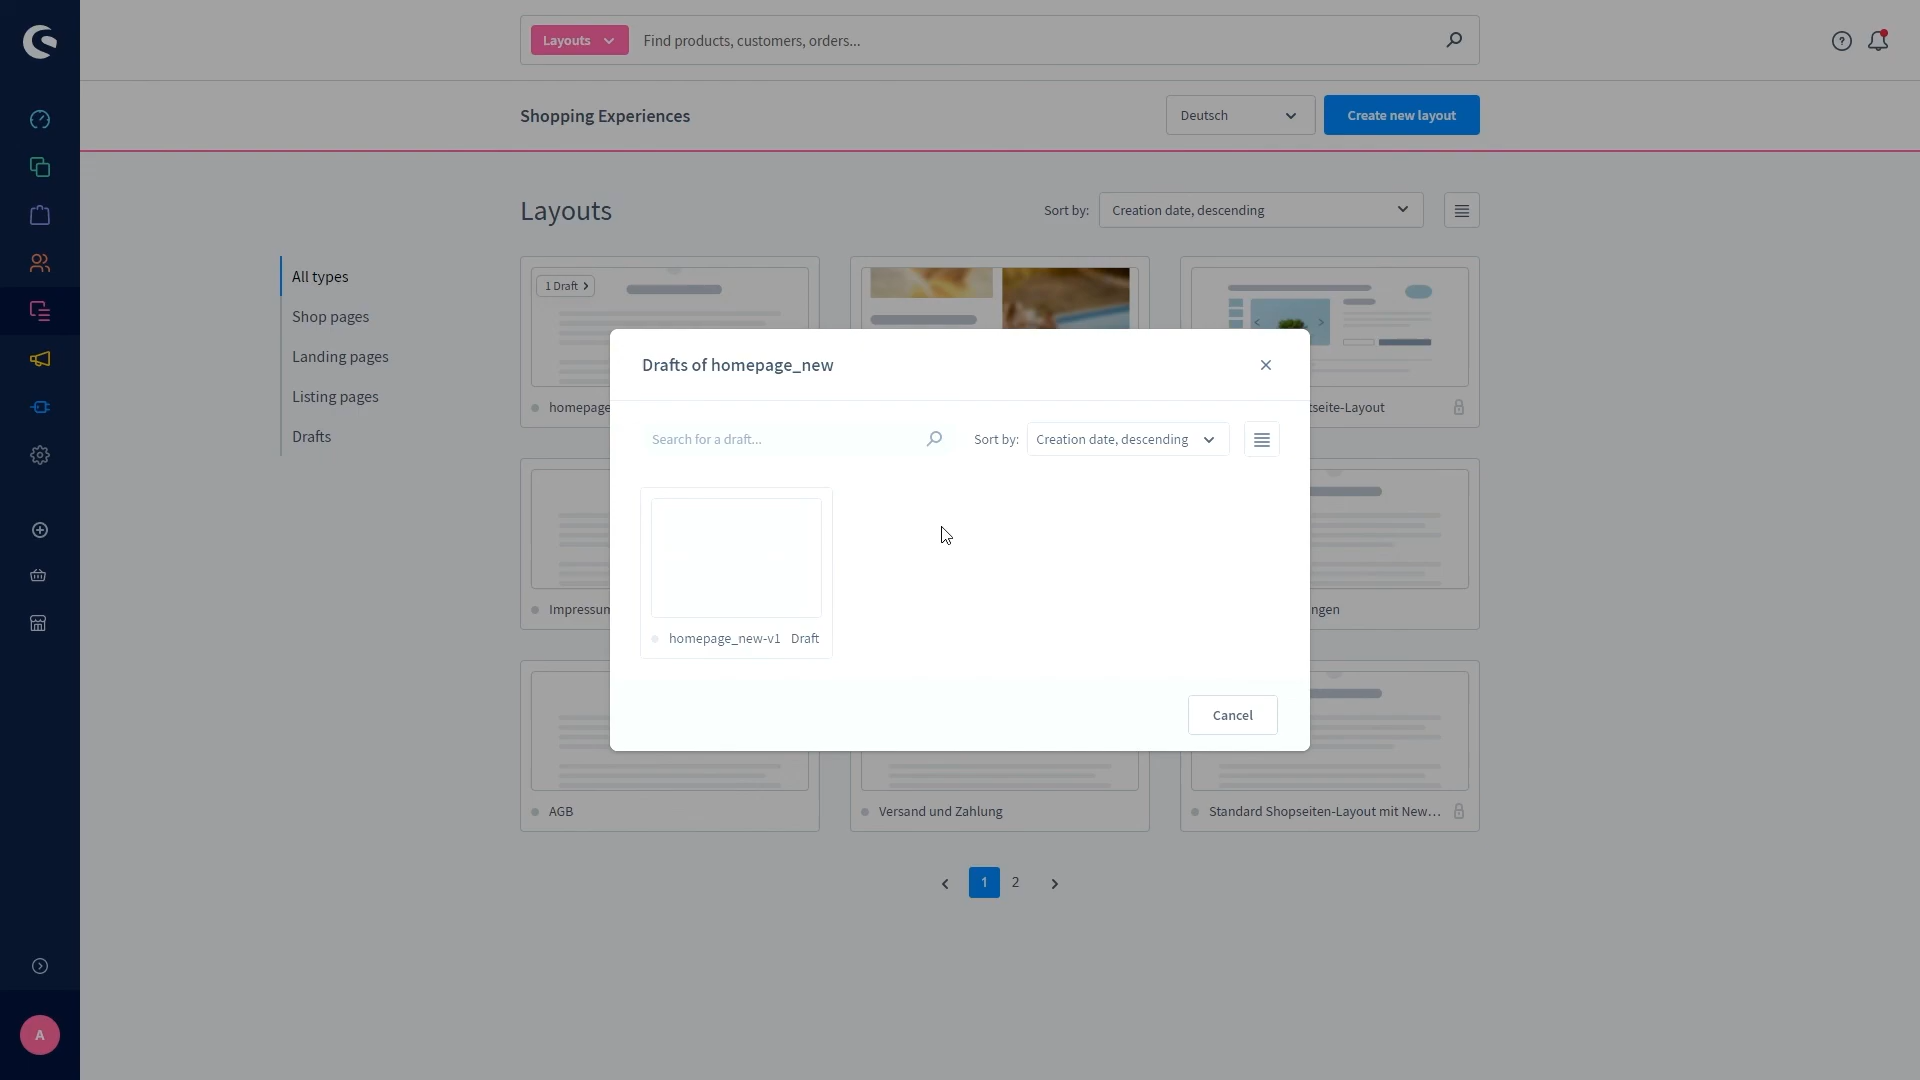 Layouts
Find products, customers, orders...
Shopping Experiences
Deutsch
Create new layout
Layouts
Sort by:
Creation date, descending
All types
Shop pages
Landing pages
Listing pages
Drafts
1 Draft
homepage
tseite-Layout
Drafts of homepage_new
Search for a draft...
Sort by:
Creation date, descending
homepage_new-v1
Draft
Cancel
Impressum
ngen
AGB
Versand und Zahlung
Standard Shopseiten-Layout mit New...
1
2
A